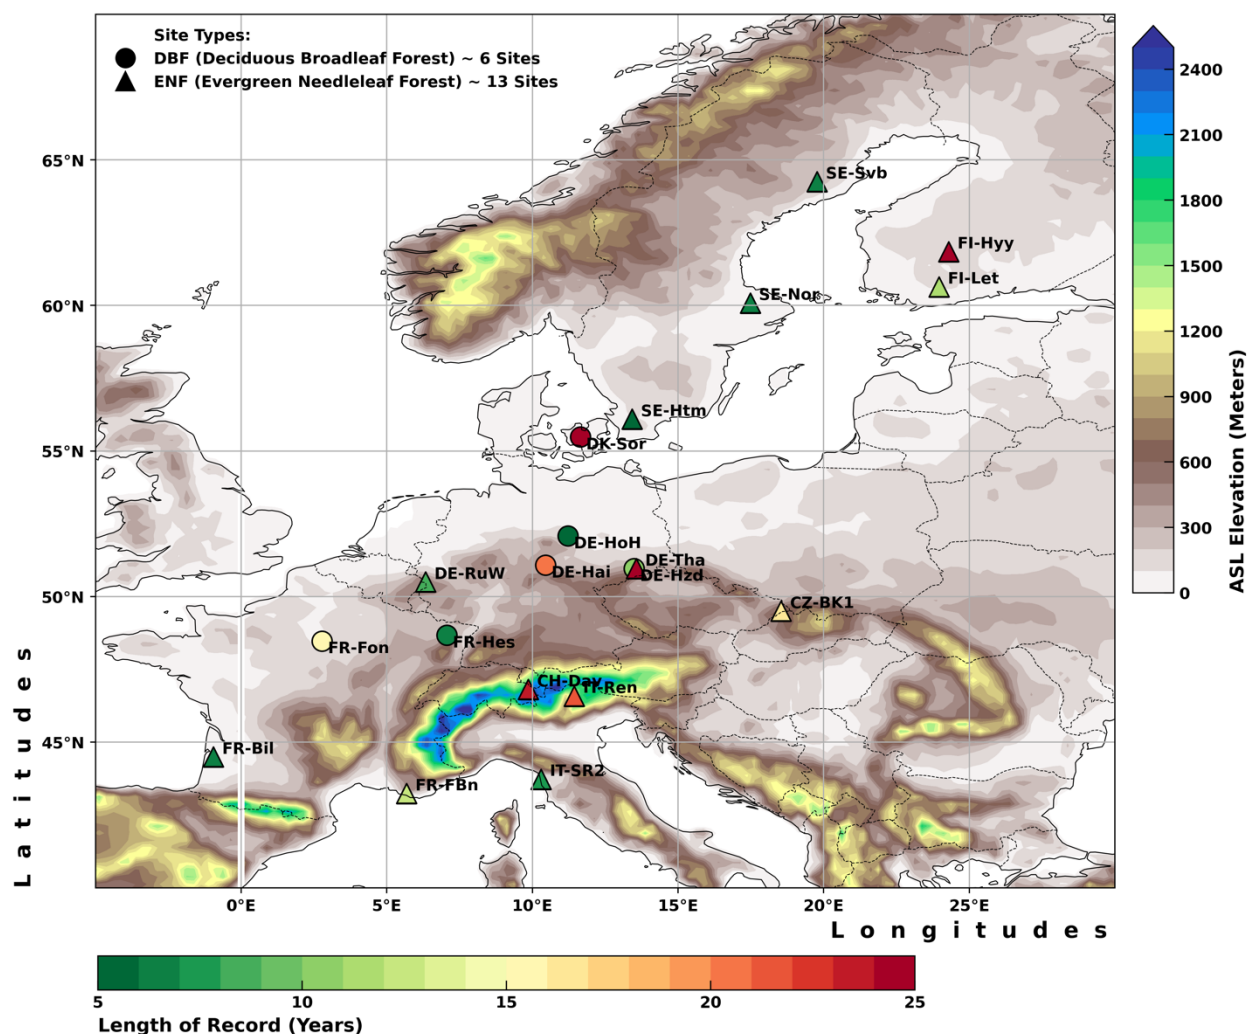 Site Types:
DBF (Deciduous Broadleaf Forest) ~ 6 Sites
ENF (Evergreen Needleleaf Forest) ~ 13 Sites
65°N
60°N
55°N
50°N
45°N
Latitudes
SE-Svb
FI-Hyy
FI-Let
SE-Nor
SE-Htm
DK-Sor
DE-HoH
DE-Tha
DE-Hai
DE-Hzd
DE-RuW
CZ-BK1
FR-Fon
FR-Hes
CH-Dav
IT-Ren
FR-Bil
IT-SR2
FR-FBn
0°E
5°E
10°E
15°E
20°E
25°E
Longitudes
2400
2100
1800
1500
1200
900
600
300
0
ASL Elevation (Meters)
5
10
15
20
25
Length of Record (Years)